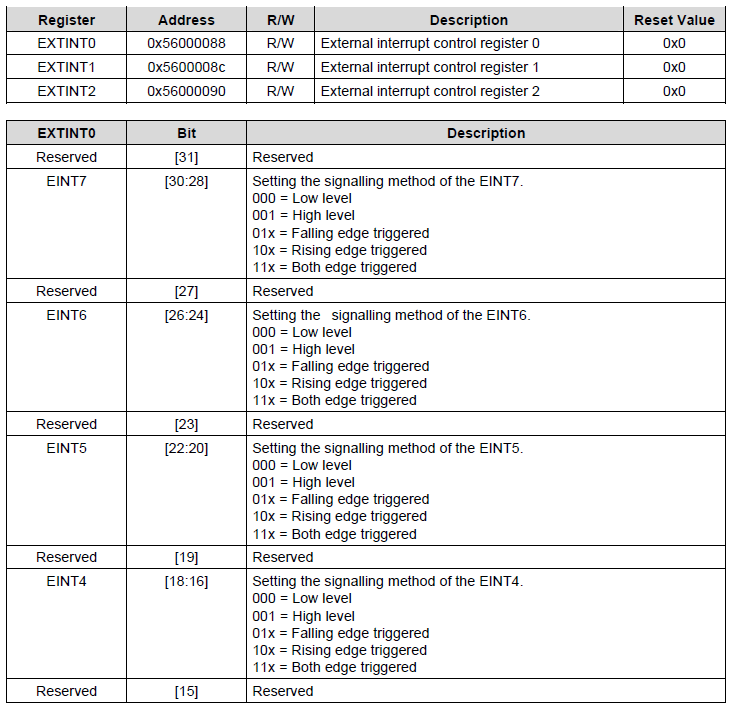 Register Address R/W Description Reset Value
EXTINT0 0x56000088 R/W External interrupt control register 0 0x0
EXTINT1 0x5600008c R/W External interrupt control register 1 0x0
EXTINT2 0x56000090 R/W External interrupt control register 2 0x0
EXTINT0 Bit Description
Reserved [31] Reserved
EINT7 [30:28] Setting the signalling method of the EINT7.
000 = Low level
001 = High level
01x = Falling edge triggered
10x = Rising edge triggered
11x = Both edge triggered
Reserved [27] Reserved
EINT6 [26:24] Setting the signalling method of the EINT6.
000 = Low level
001 = High level
01x = Falling edge triggered
10x = Rising edge triggered
11x = Both edge triggered
Reserved [23] Reserved
EINT5 [22:20] Setting the signalling method of the EINT5.
000 = Low level
001 = High level
01x = Falling edge triggered
10x = Rising edge triggered
11x = Both edge triggered
Reserved [19] Reserved
EINT4 [18:16] Setting the signalling method of the EINT4.
000 = Low level
001 = High level
01x = Falling edge triggered
10x = Rising edge triggered
11x = Both edge triggered
Reserved [15] Reserved